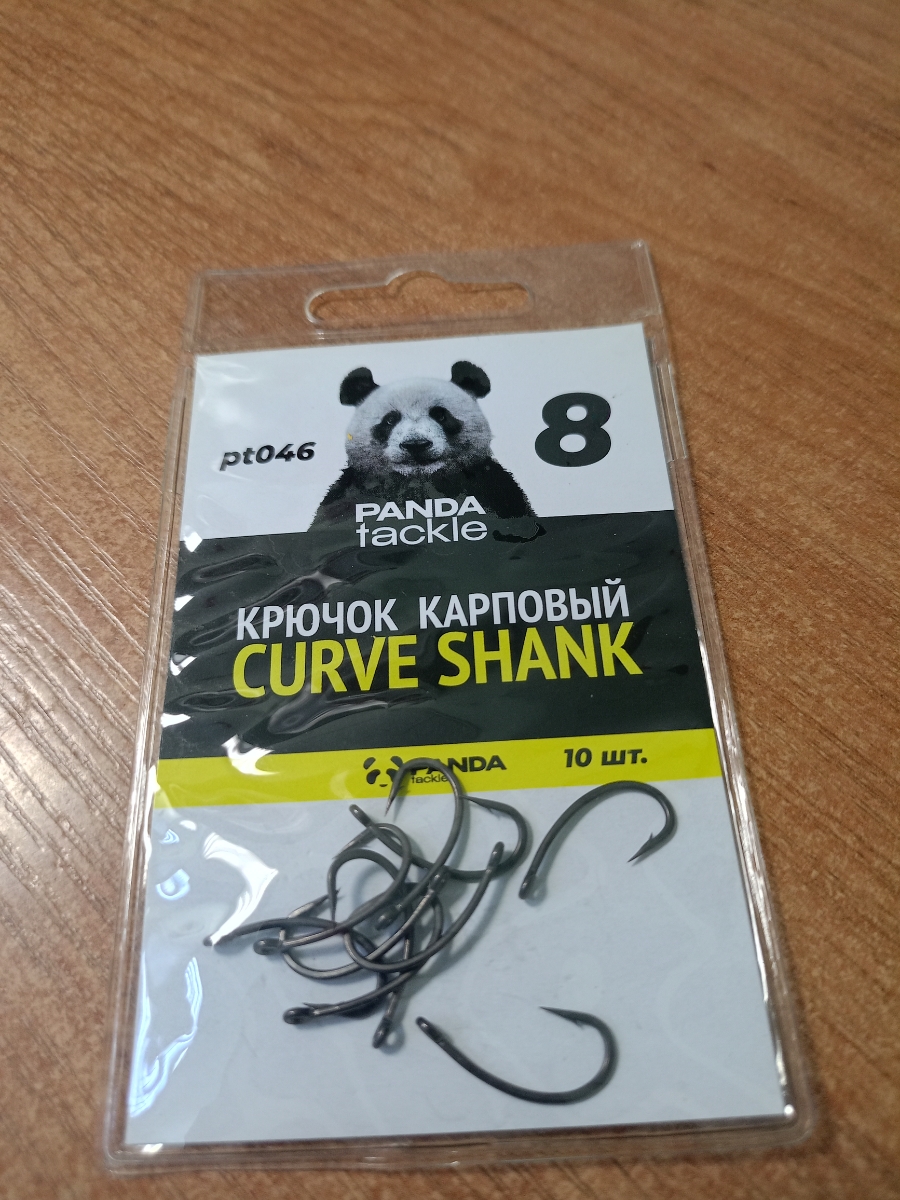 pt046
8
PANDA
tackle
КРЮЧОК КАРПОВЫЙ
CURVE SHANK
PANDA
tackle
10 шт.